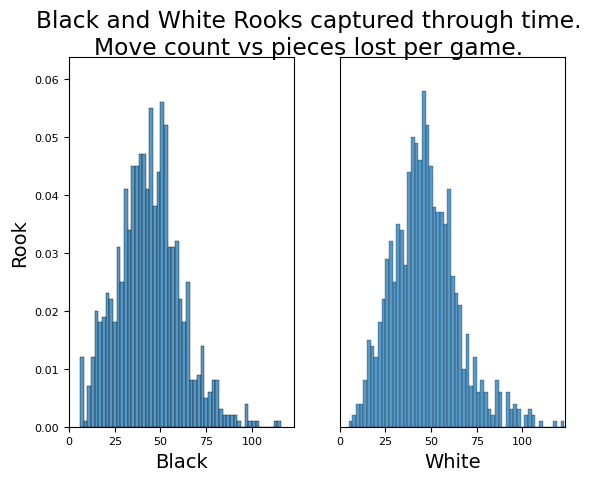 Black and White Rooks captured through time.
Move count vs pieces lost per game.
0.06
0.05
0.04
0.03
0.02
0.01
0.00
Rook
0 25 50 75 100
0 25 50 75 100
Black
White